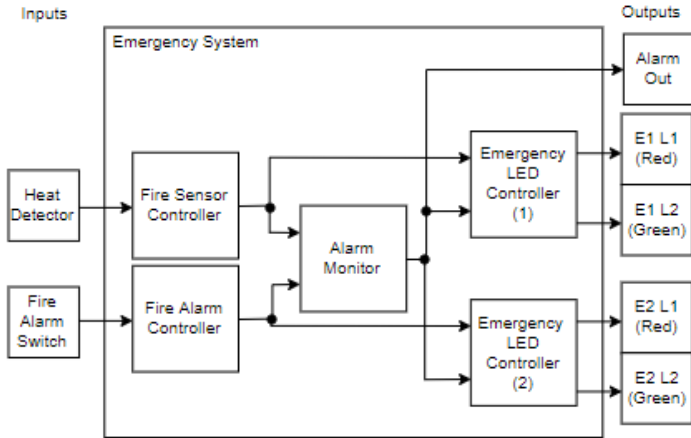 Inputs
Outputs
Emergency System
Alarm
Out
Heat
Detector
Fire Sensor
Controller
Emergency
LED
Controller
(1)
E1 L1
(Red)
E1 L2
(Green)
Alarm
Monitor
Fire
Alarm
Switch
Fire Alarm
Controller
Emergency
LED
Controller
(2)
E2 L1
(Red)
E2 L2
(Green)